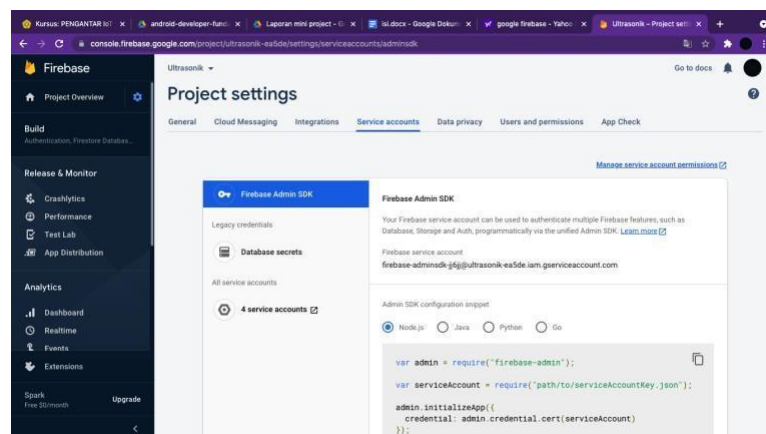 Kursus: PENGANTAR IoT
android-developer-fund
Laporan mini project - G
isi.docx - Google Dokum
google firebase - Yahoo
Ultrasonik - Project sett
console.firebase.google.com/project/ultrasonik-ea5de/settings/serviceaccounts/adminsdk
Firebase
Ultrasonik
Go to docs
Project Overview
Project settings
General Cloud Messaging Integrations Service accounts Data privacy Users and permissions App Check
Build
Authentication, Firestore Databas...
Manage service account permissions
Release & Monitor
Crashlytics
Performance
Test Lab
App Distribution
Analytics
Dashboard
Realtime
Events
Extensions
Spark
Free $0/month
Upgrade
Firebase Admin SDK
Legacy credentials
Database secrets
All service accounts
4 service accounts
Firebase Admin SDK
Your Firebase service account can be used to authenticate multiple Firebase features, such as
Database, Storage and Auth, programmatically via the unified Admin SDK. Learn more
Firebase service account
firebase-adminsdk-jj6jj@ultrasonik-ea5de.iam.gserviceaccount.com
Admin SDK configuration snippet
Node.js Java Python Go
var admin = require("firebase-admin");
var serviceAccount = require("path/to/serviceAccountKey.json");
admin.initializeApp({
credential: admin.credential.cert(serviceAccount)
});